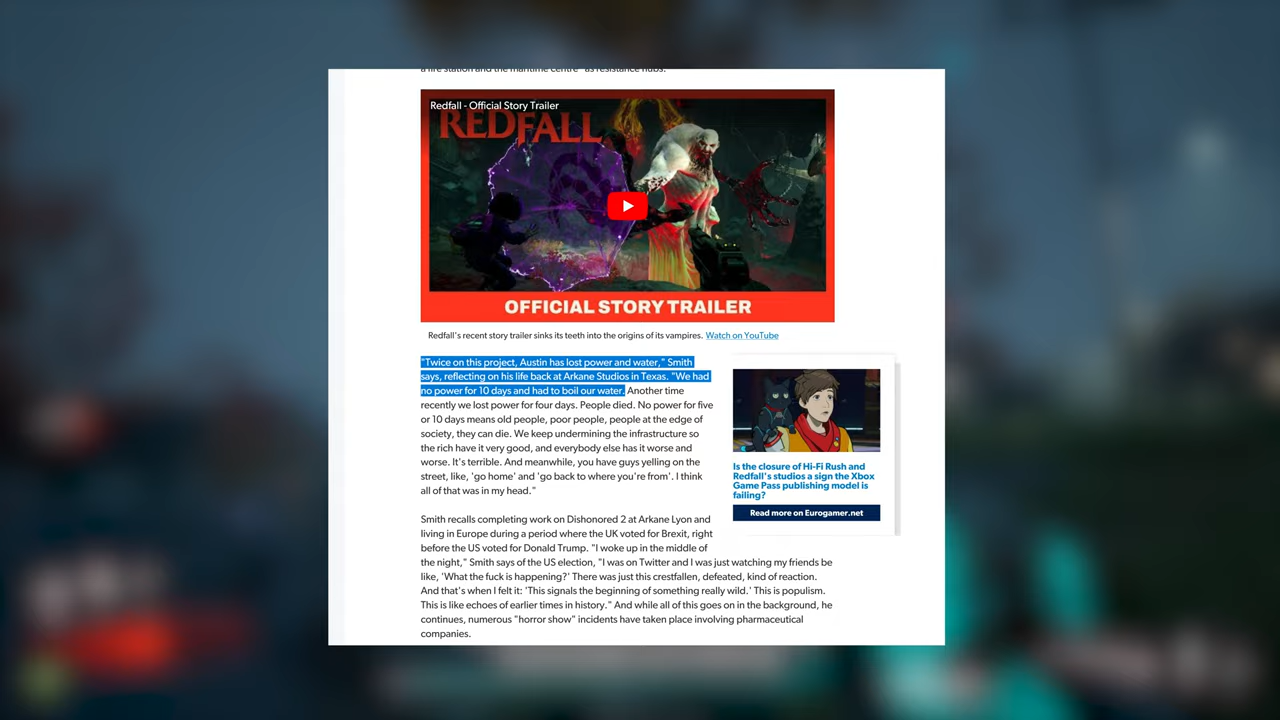 a fire station and the maritime centre - as resistance hubs.
Redfall - Official Story Trailer
REDFALL
OFFICIAL STORY TRAILER
Redfall's recent story trailer sinks its teeth into the origins of its vampires. Watch on YouTube
"Twice on this project, Austin has lost power and water," Smith
says, reflecting on his life back at Arkane Studios in Texas. "We had
no power for 10 days and had to boil our water. Another time
recently we lost power for four days. People died. No power for five
or 10 days means old people, poor people, people at the edge of
society, they can die. We keep undermining the infrastructure so
the rich have it very good, and everybody else has it worse and
worse. It's terrible. And meanwhile, you have guys yelling on the
street, like, 'go home' and 'go back to where you're from'. I think
all of that was in my head."
Is the closure of Hi-Fi Rush and
Redfall's studios a sign the Xbox
Game Pass publishing model is
failing?
Read more on Eurogamer.net
Smith recalls completing work on Dishonored 2 at Arkane Lyon and
living in Europe during a period where the UK voted for Brexit, right
before the US voted for Donald Trump. "I woke up in the middle of
the night," Smith says of the US election, "I was on Twitter and I was just watching my friends be
like, 'What the fuck is happening?' There was just this crestfallen, defeated, kind of reaction.
And that's when I felt it: 'This signals the beginning of something really wild.' This is populism.
This is like echoes of earlier times in history." And while all of this goes on in the background, he
continues, numerous "horror show" incidents have taken place involving pharmaceutical
companies.